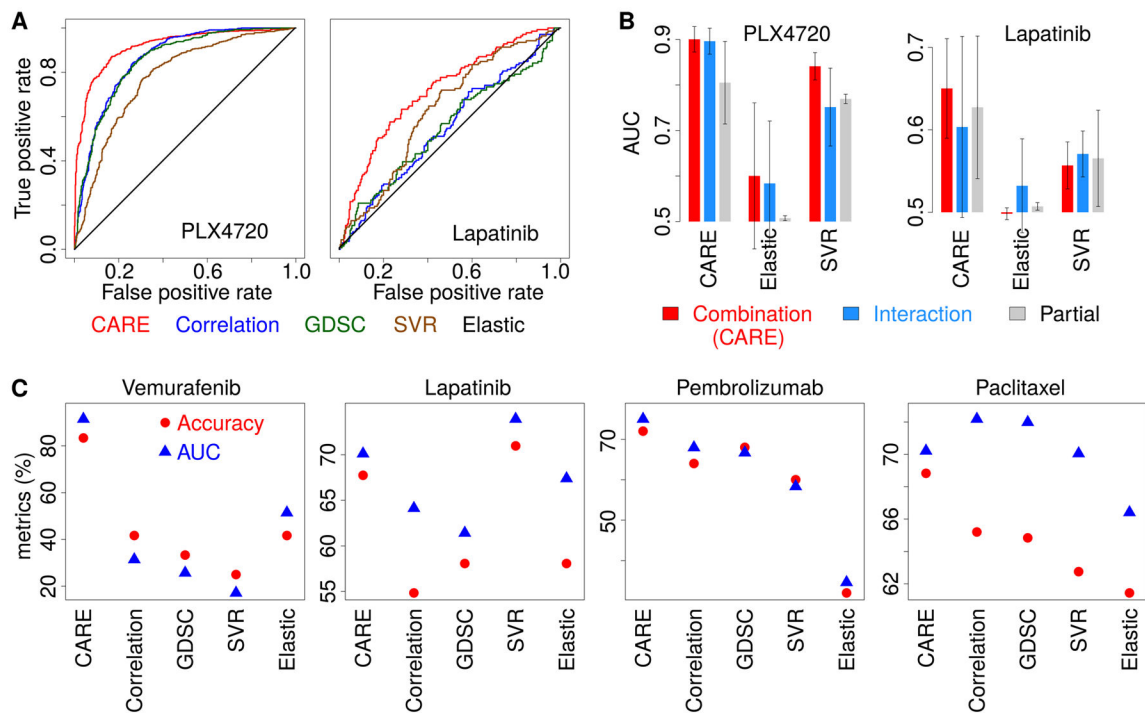 A
True positive rate
0.0
0.4
0.8
PLX4720
Lapatinib
0.2
0.6
1.0
0.2
0.6
1.0
False positive rate
False positive rate
CARE
Correlation
GDSC
SVR
Elastic
B
PLX4720
Lapatinib
AUC
0.5
0.7
0.9
0.5
0.6
0.7
CARE
Elastic
SVR
CARE
Elastic
SVR
Combination
(CARE)
Interaction
Partial
C
Vemurafenib
Lapatinib
Pembrolizumab
Paclitaxel
Accuracy
AUC
metrics (%)
20
40
60
80
55
60
65
70
50
70
62
66
70
CARE
Correlation
GDSC
SVR
Elastic
CARE
Correlation
GDSC
SVR
Elastic
CARE
Correlation
GDSC
SVR
Elastic
CARE
Correlation
GDSC
SVR
Elastic